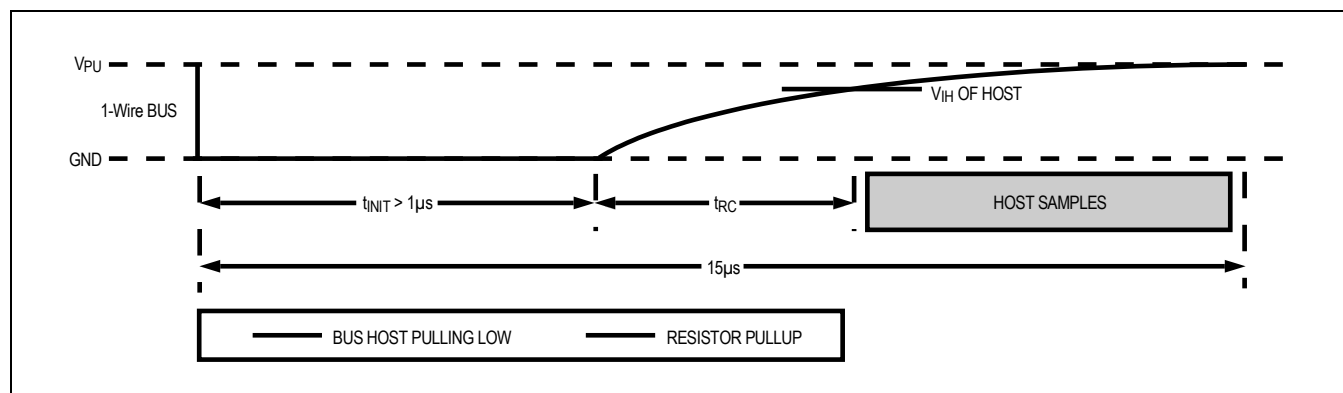 VPU
1-Wire BUS
VIH OF HOST
GND
tINIT > 1µs
tRC
HOST SAMPLES
15µs
BUS HOST PULLING LOW
RESISTOR PULLUP